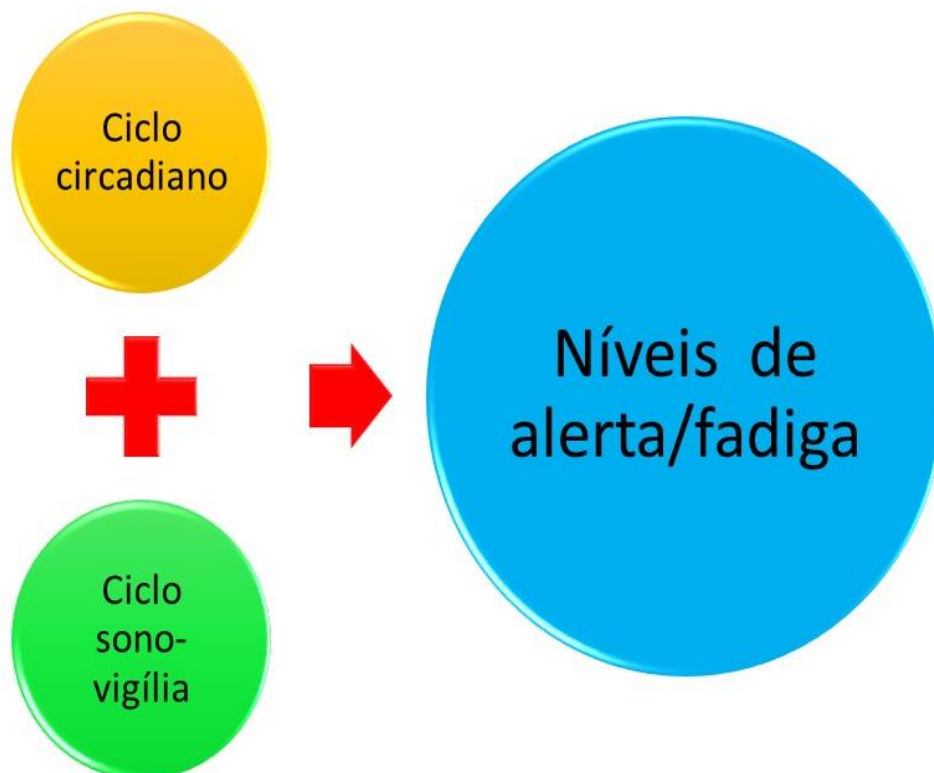 Ciclo
circadiano
Ciclo
sono-
vigília
Níveis de
alerta/fadiga